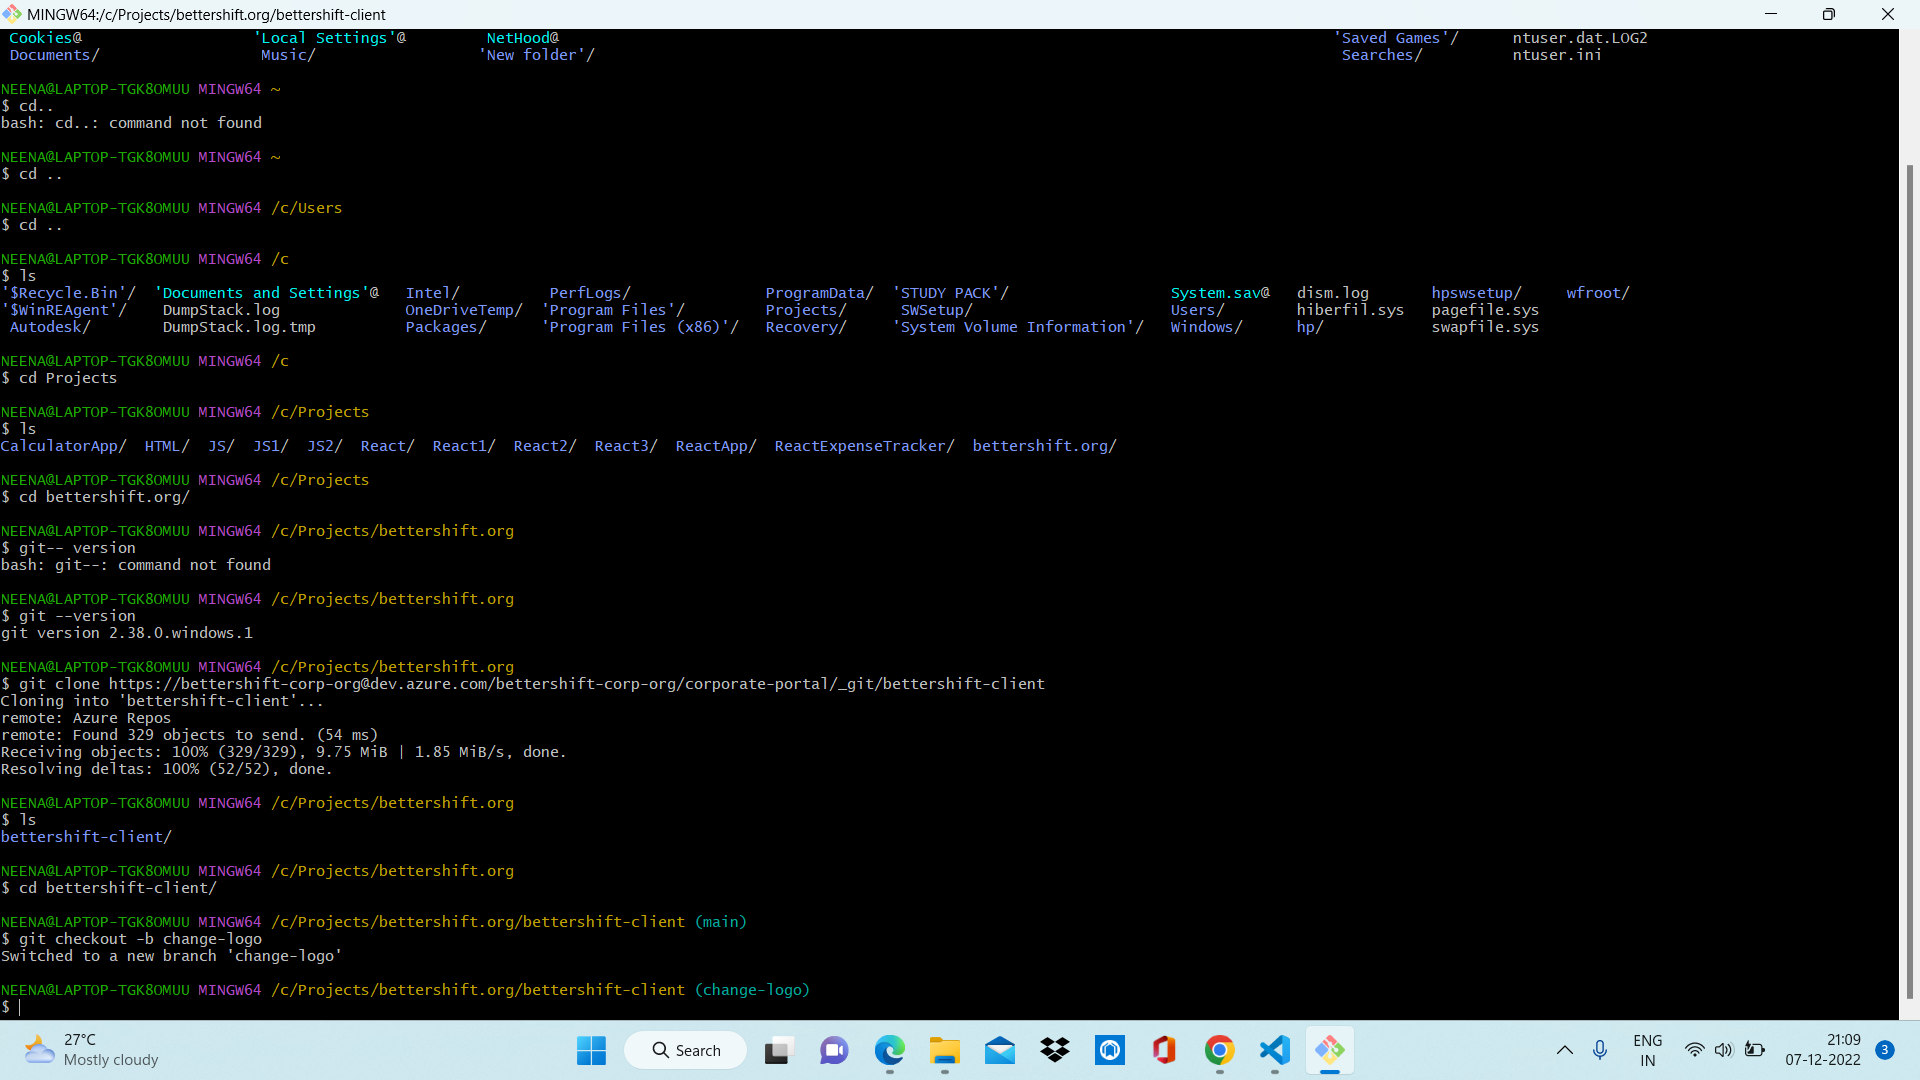 MINGW64:/c/Projects/bettershift.org/bettershift-client
Cookies@ 'Local Settings'@ NetHood@ 'Saved Games'/ ntuser.dat.LOG2
Documents/ Music/ 'New folder'/ Searches/ ntuser.ini
NEENA@LAPTOP-TGK8OMUU MINGW64 ~
$ cd..
bash: cd..: command not found
NEENA@LAPTOP-TGK8OMUU MINGW64 ~
$ cd ..
NEENA@LAPTOP-TGK8OMUU MINGW64 /c/Users
$ cd ..
NEENA@LAPTOP-TGK8OMUU MINGW64 /c
$ ls
'$Recycle.Bin'/ 'Documents and Settings'@ Intel/ PerfLogs/ ProgramData/ 'STUDY PACK'/ System.sav@ dism.log hpswsetup/ wfroot/
'$WinREAgent'/ DumpStack.log OneDriveTemp/ 'Program Files'/ Projects/ SWSetup/ Users/ hiberfil.sys pagefile.sys
Autodesk/ DumpStack.log.tmp Packages/ 'Program Files (x86)'/ Recovery/ 'System Volume Information'/ Windows/ hp/ swapfile.sys
NEENA@LAPTOP-TGK8OMUU MINGW64 /c
$ cd Projects
NEENA@LAPTOP-TGK8OMUU MINGW64 /c/Projects
$ ls
CalculatorApp/ HTML/ JS/ JS1/ JS2/ React/ React1/ React2/ React3/ ReactApp/ ReactExpenseTracker/ bettershift.org/
NEENA@LAPTOP-TGK8OMUU MINGW64 /c/Projects
$ cd bettershift.org/
NEENA@LAPTOP-TGK8OMUU MINGW64 /c/Projects/bettershift.org
$ git-- version
bash: git--: command not found
NEENA@LAPTOP-TGK8OMUU MINGW64 /c/Projects/bettershift.org
$ git --version
git version 2.38.0.windows.1
NEENA@LAPTOP-TGK8OMUU MINGW64 /c/Projects/bettershift.org
$ git clone https://bettershift-corp-org@dev.azure.com/bettershift-corp-org/corporate-portal/_git/bettershift-client
Cloning into 'bettershift-client'...
remote: Azure Repos
remote: Found 329 objects to send. (54 ms)
Receiving objects: 100% (329/329), 9.75 MiB | 1.85 MiB/s, done.
Resolving deltas: 100% (52/52), done.
NEENA@LAPTOP-TGK8OMUU MINGW64 /c/Projects/bettershift.org
$ ls
bettershift-client/
NEENA@LAPTOP-TGK8OMUU MINGW64 /c/Projects/bettershift.org
$ cd bettershift-client/
NEENA@LAPTOP-TGK8OMUU MINGW64 /c/Projects/bettershift.org/bettershift-client (main)
$ git checkout -b change-logo
Switched to a new branch 'change-logo'
NEENA@LAPTOP-TGK8OMUU MINGW64 /c/Projects/bettershift.org/bettershift-client (change-logo)
$
27°C
Mostly cloudy
Search
ENG
IN
21:09
07-12-2022
3